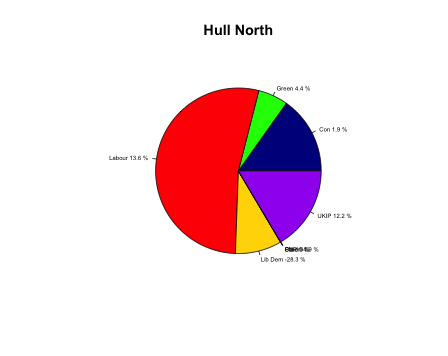 Hull North
Green 4.4 %
Con 1.9 %
Labour 13.6 %
UKIP 12.2 %
Lib Dem -28.3 %